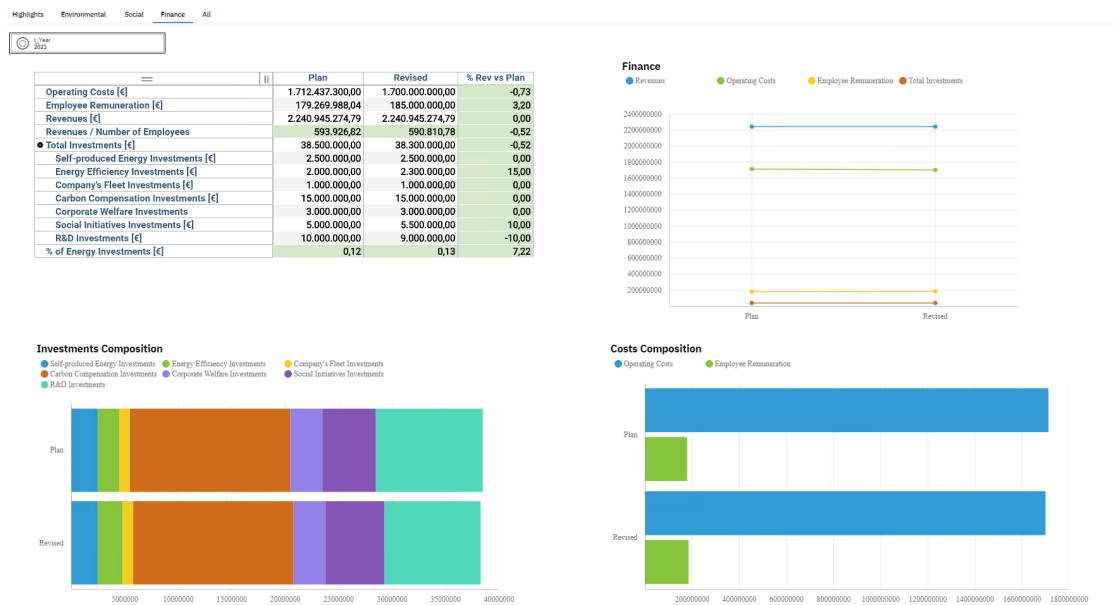 Highlights Environmental Social Finance All
t_Year
2023
Plan Revised % Rev vs Plan
Operating Costs [€] 1.712.437.300,00 1.700.000.000,00 -0,73
Employee Remuneration [€] 179.269.988,04 185.000.000,00 3,20
Revenues [€] 2.240.945.274,79 2.240.945.274,79 0,00
Revenues / Number of Employees 593.926,82 590.810,78 -0,52
Total Investments [€] 38.500.000,00 38.300.000,00 -0,52
Self-produced Energy Investments [€] 2.500.000,00 2.500.000,00 0,00
Energy Efficiency Investments [€] 2.000.000,00 2.300.000,00 15,00
Company's Fleet Investments [€] 1.000.000,00 1.000.000,00 0,00
Carbon Compensation Investments [€] 15.000.000,00 15.000.000,00 0,00
Corporate Welfare Investments 3.000.000,00 3.000.000,00 0,00
Social Initiatives Investments [€] 5.000.000,00 5.500.000,00 10,00
R&D Investments [€] 10.000.000,00 9.000.000,00 -10,00
% of Energy Investments [€] 0,12 0,13 7,22
Finance
Revenues Operating Costs Employee Remuneration Total Investments
2400000000
2200000000
2000000000
1800000000
1600000000
1400000000
1200000000
1000000000
800000000
600000000
400000000
200000000
Plan Revised
Investments Composition
Self-produced Energy Investments Energy Efficiency Investments Company's Fleet Investments
Carbon Compensation Investments Corporate Welfare Investments Social Initiatives Investments
R&D Investments
Plan
Revised
5000000 10000000 15000000 20000000 25000000 30000000 35000000 40000000
Costs Composition
Operating Costs Employee Remuneration
Plan
Revised
200000000 400000000 600000000 800000000 1000000000 1200000000 1400000000 1600000000 1800000000